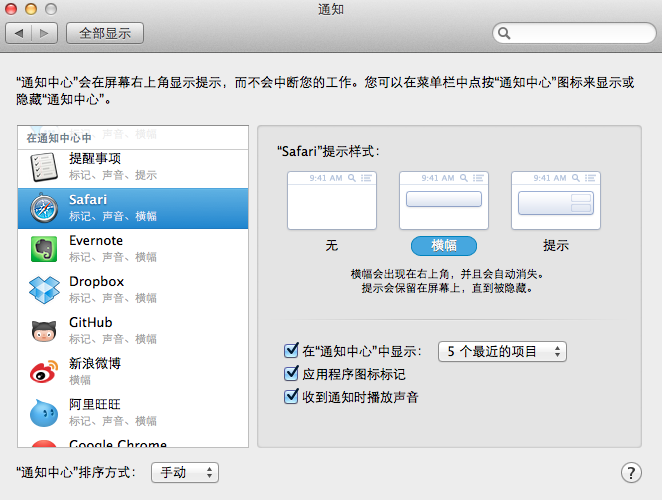 通知
全部显示
“通知中心”会在屏幕右上角显示提示，而不会中断您的工作。您可以在菜单栏中点按“通知中心”图标来显示或
隐藏“通知中心”。
在通知中心中
标记、声音、横幅
提醒事项
标记、声音、提示
Safari
标记、声音、横幅
Evernote
标记、声音、横幅
Dropbox
标记、声音、横幅
GitHub
标记、声音、横幅
新浪微博
横幅
阿里旺旺
标记、声音、横幅
Google Chrome
“Safari”提示样式：
9:41 AM
9:41 AM
9:41 AM
无
横幅
提示
横幅会出现在右上角，并且会自动消失。
提示会保留在屏幕上，直到被隐藏。
在“通知中心”中显示： 5 个最近的项目
应用程序图标标记
收到通知时播放声音
“通知中心”排序方式： 手动
?